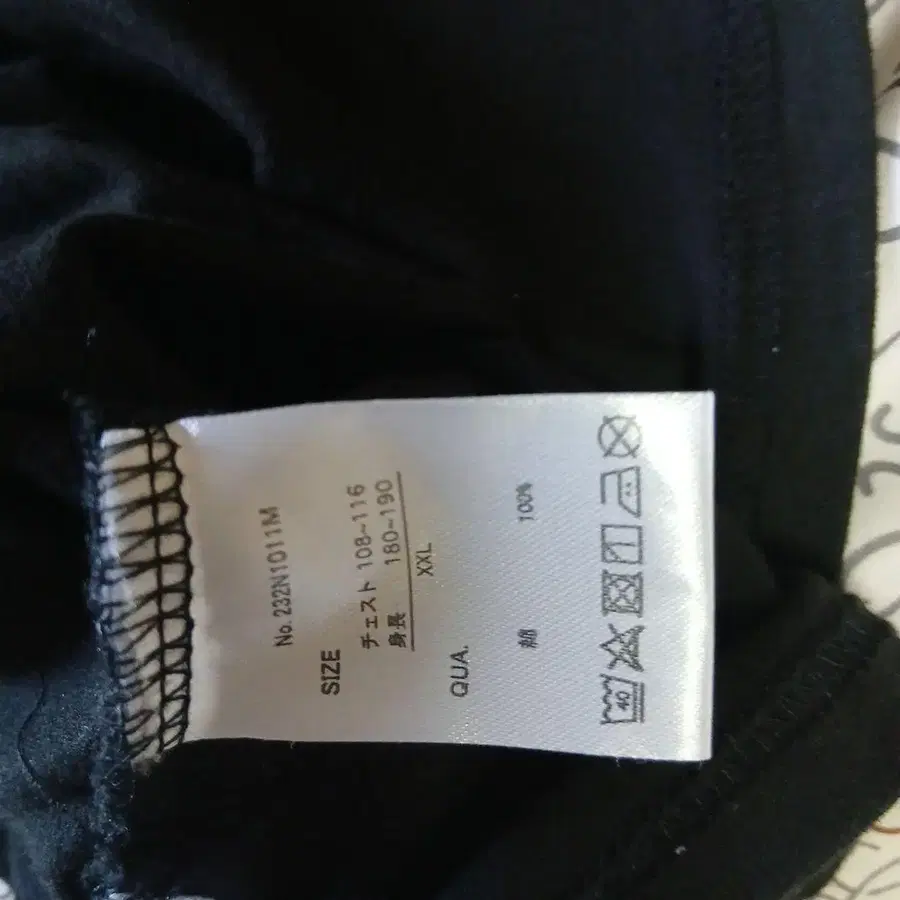 No. 232N1011M
SIZE
チェスト 108~116
身長 180~190
XXL
QUA.
綿 100%
40